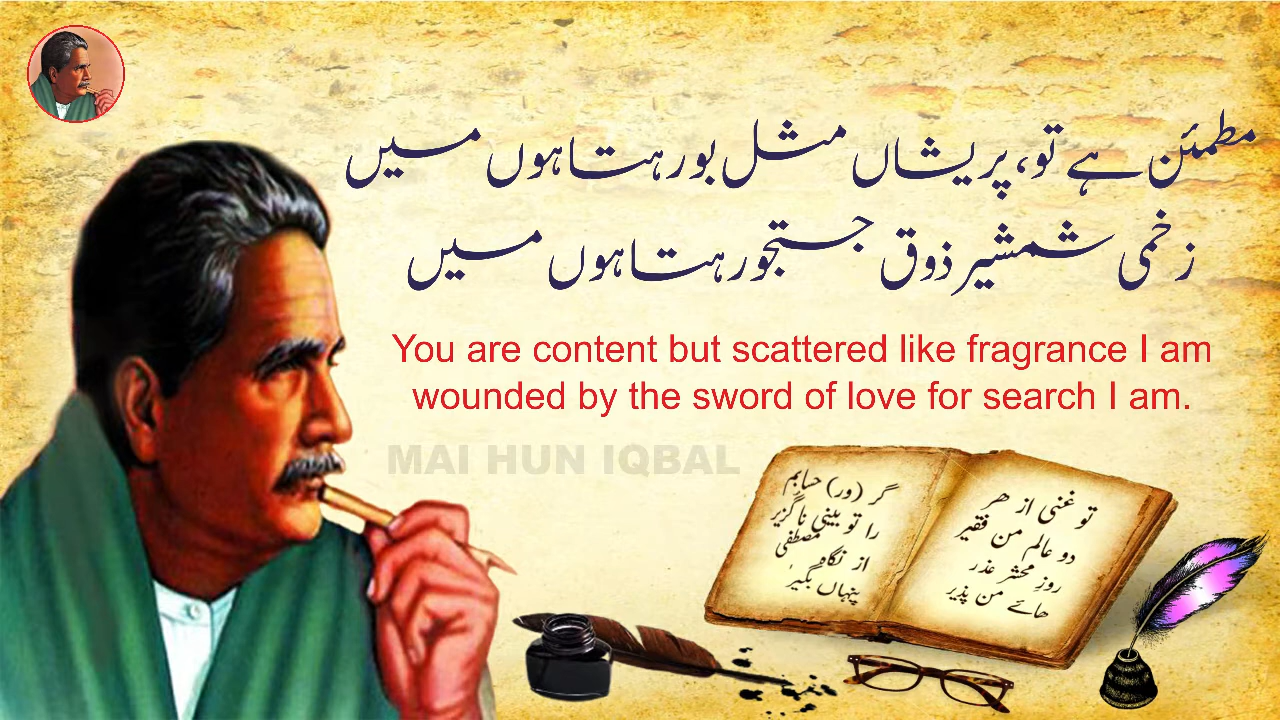 مطمئن ہے تو، پریشاں مثل بو رہتا ہوں میں
زخمی شمشیر ذوق جستجو رہتا ہوں میں
You are content but scattered like fragrance I am
wounded by the sword of love for search I am.
MAI HUN IQBAL
تو غنی از هر
دو عالم من فقیر
روزِ محشر عذر
هائے من پذیر
گر (ور) حسابم
را تو بینی ناگزیر
از نگاہ مصطفیٰ
پنہاں بگیر